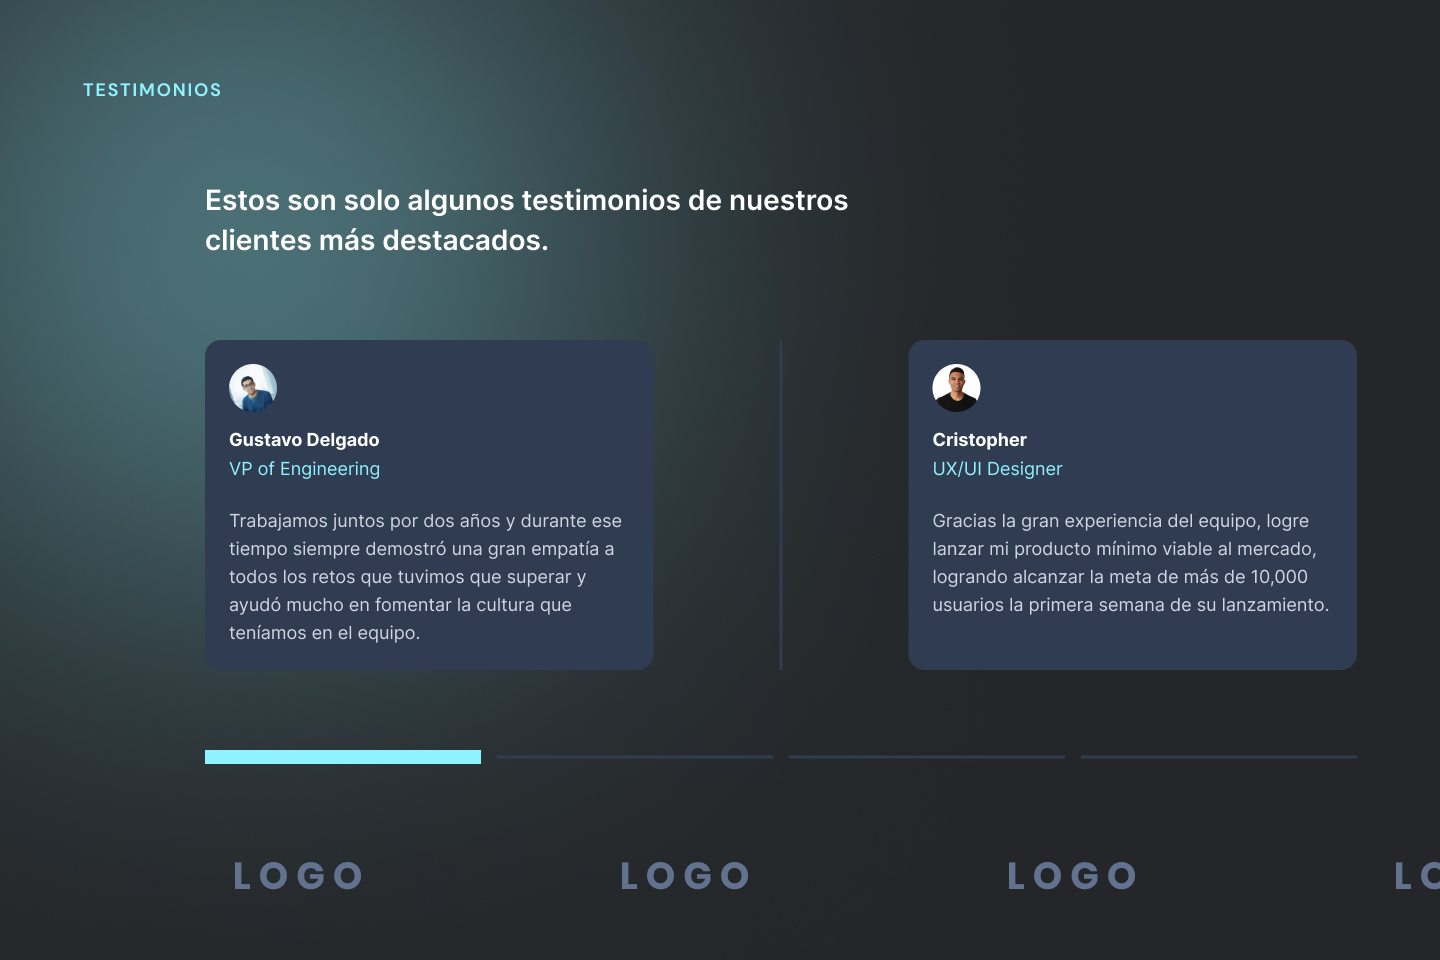 TESTIMONIOS
Estos son solo algunos testimonios de nuestros
clientes más destacados.
Gustavo Delgado
VP of Engineering
Trabajamos juntos por dos años y durante ese
tiempo siempre demostró una gran empatía a
todos los retos que tuvimos que superar y
ayudó mucho en fomentar la cultura que
teníamos en el equipo.
Cristopher
UX/UI Designer
Gracias la gran experiencia del equipo, logre
lanzar mi producto mínimo viable al mercado,
logrando alcanzar la meta de más de 10,000
usuarios la primera semana de su lanzamiento.
LOGO LOGO LOGO LO